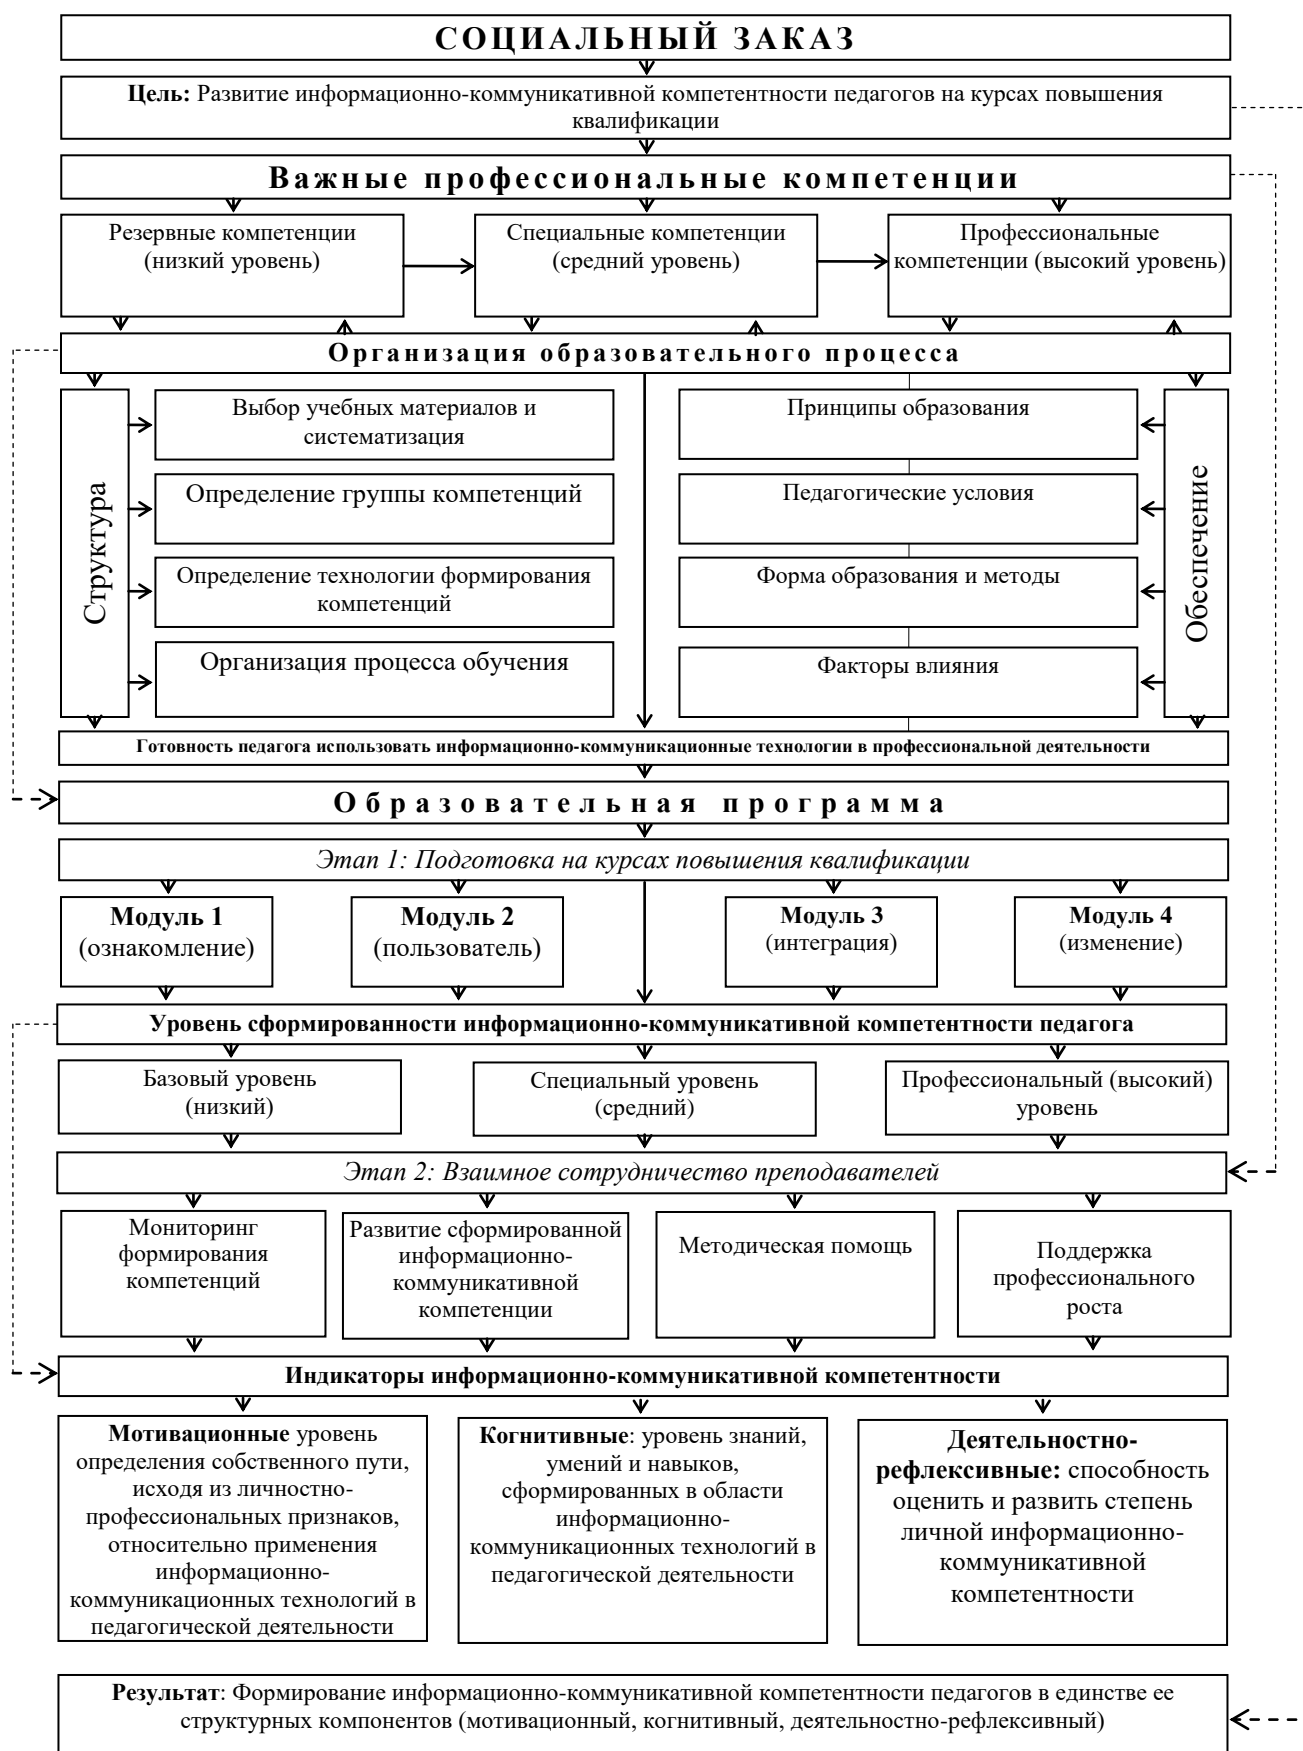 СОЦИАЛЬНЫЙ ЗАКАЗ
Цель: Развитие информационно-коммуникативной компетентности педагогов на курсах повышения
квалификации
Важные профессиональные компетенции
Резервные компетенции
(низкий уровень)
Специальные компетенции
(средний уровень)
Профессиональные
компетенции (высокий уровень)
Организация образовательного процесса
Структура
Выбор учебных материалов и
систематизация
Определение группы компетенций
Определение технологии формирования
компетенций
Организация процесса обучения
Принципы образования
Педагогические условия
Форма образования и методы
Факторы влияния
Обеспечение
Готовность педагога использовать информационно-коммуникационные технологии в профессиональной деятельности
Образовательная программа
Этап 1: Подготовка на курсах повышения квалификации
Модуль 1
(ознакомление)
Модуль 2
(пользователь)
Модуль 3
(интеграция)
Модуль 4
(изменение)
Уровень сформированности информационно-коммуникативной компетентности педагога
Базовый уровень
(низкий)
Специальный уровень
(средний)
Профессиональный (высокий)
уровень
Этап 2: Взаимное сотрудничество преподавателей
Мониторинг
формирования
компетенций
Развитие сформированной
информационно-
коммуникативной
компетенции
Методическая помощь
Поддержка
профессионального
роста
Индикаторы информационно-коммуникативной компетентности
Мотивационные уровень
определения собственного пути,
исходя из личностно-
профессиональных признаков,
относительно применения
информационно-
коммуникационных технологий в
педагогической деятельности
Когнитивные: уровень знаний,
умений и навыков,
сформированных в области
информационно-
коммуникационных технологий в
педагогической деятельности
Деятельностно-
рефлексивные: способность
оценить и развить степень
личной информационно-
коммуникативной
компетентности
Результат: Формирование информационно-коммуникативной компетентности педагогов в единстве ее
структурных компонентов (мотивационный, когнитивный, деятельностно-рефлексивный)